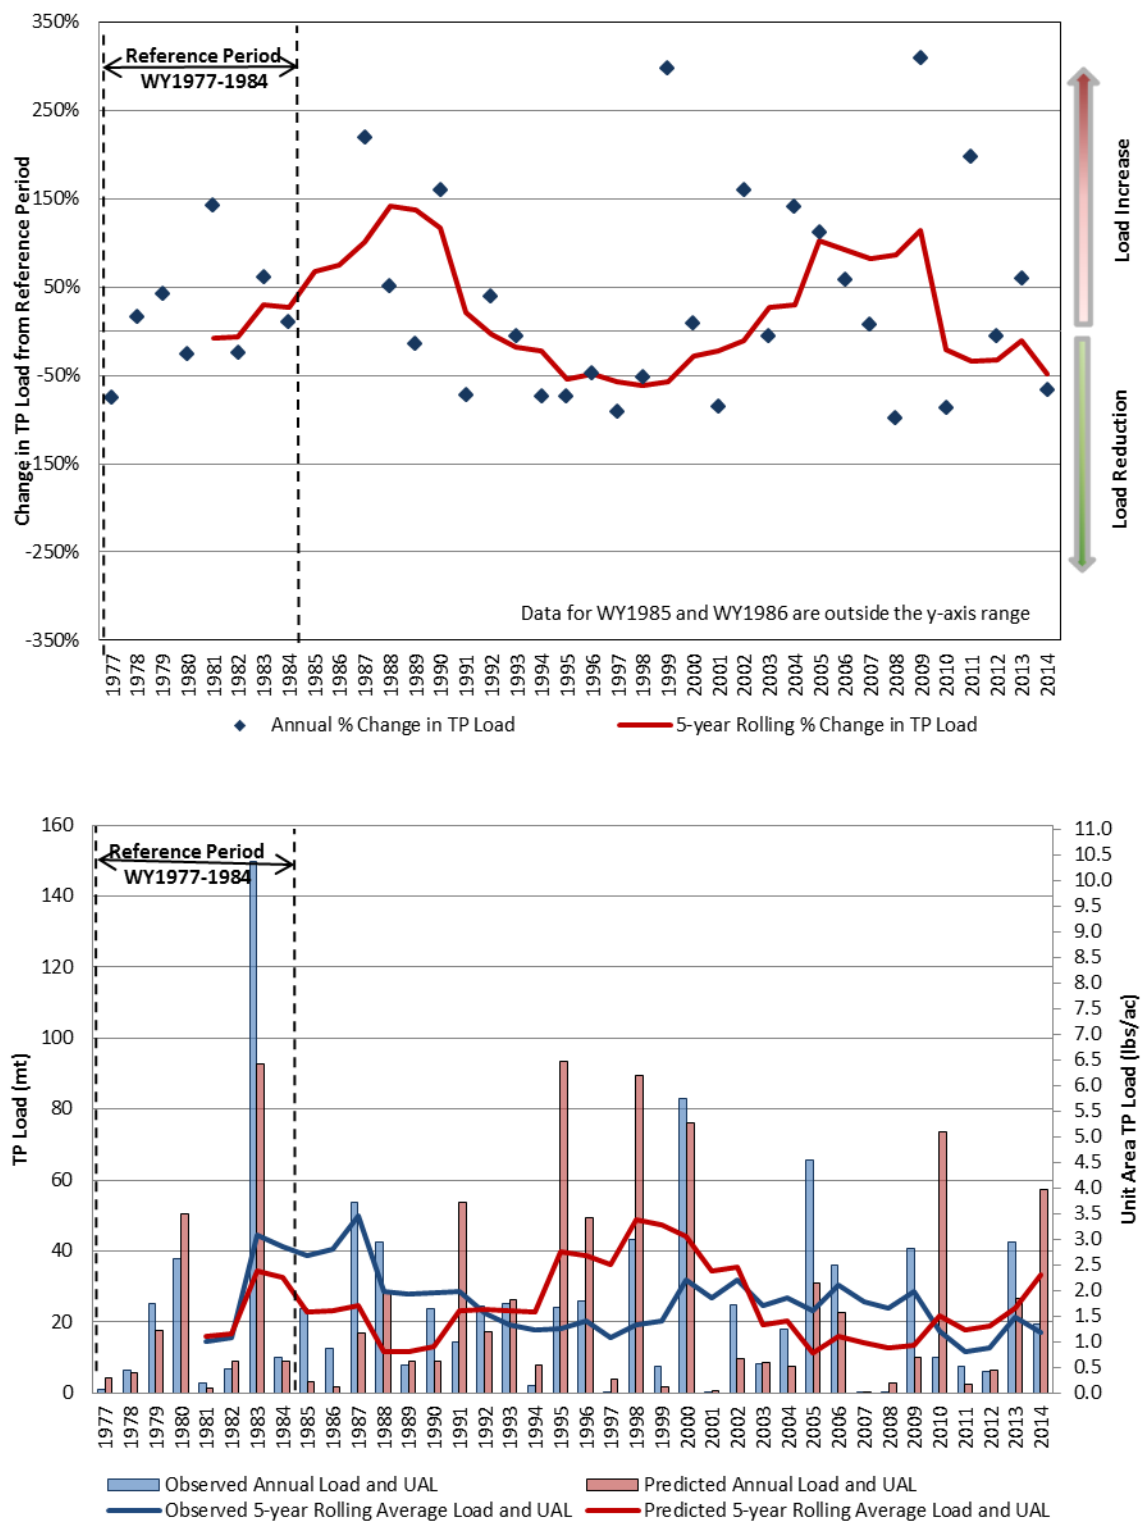 350%
250%
150%
50%
-50%
-150%
-250%
-350%
Change in TP Load from Reference Period
Reference Period
WY1977-1984
Load Increase
Load Reduction
Data for WY1985 and WY1986 are outside the y-axis range
1977 1978 1979 1980 1981 1982 1983 1984 1985 1986 1987 1988 1989 1990 1991 1992 1993 1994 1995 1996 1997 1998 1999 2000 2001 2002 2003 2004 2005 2006 2007 2008 2009 2010 2011 2012 2013 2014
Annual % Change in TP Load 5-year Rolling % Change in TP Load
160
140
120
100
80
60
40
20
0
TP Load (mt)
Reference Period
WY1977-1984
11.0
10.5
10.0
9.5
9.0
8.5
8.0
7.5
7.0
6.5
6.0
5.5
5.0
4.5
4.0
3.5
3.0
2.5
2.0
1.5
1.0
0.5
0.0
Unit Area TP Load (lbs/ac)
1977 1978 1979 1980 1981 1982 1983 1984 1985 1986 1987 1988 1989 1990 1991 1992 1993 1994 1995 1996 1997 1998 1999 2000 2001 2002 2003 2004 2005 2006 2007 2008 2009 2010 2011 2012 2013 2014
Observed Annual Load and UAL Predicted Annual Load and UAL
Observed 5-year Rolling Average Load and UAL Predicted 5-year Rolling Average Load and UAL